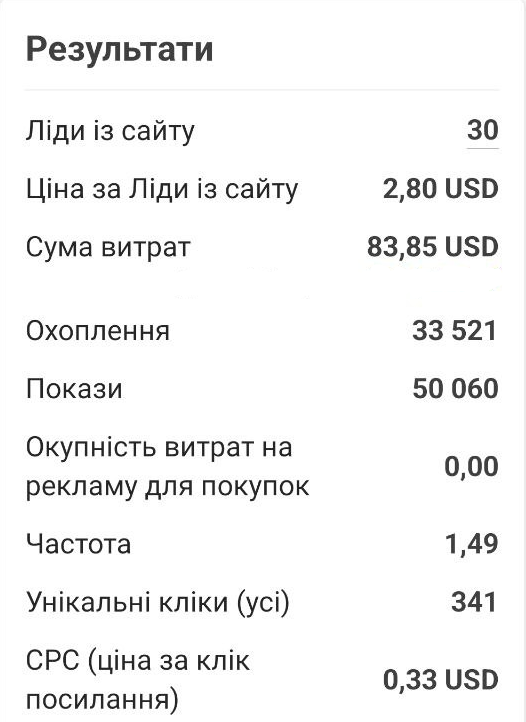 Результати
Ліди із сайту 30
Ціна за Ліди із сайту 2,80 USD
Сума витрат 83,85 USD
Охоплення 33 521
Покази 50 060
Окупність витрат на
рекламу для покупок 0,00
Частота 1,49
Унікальні кліки (усі) 341
CPC (ціна за клік
посилання) 0,33 USD